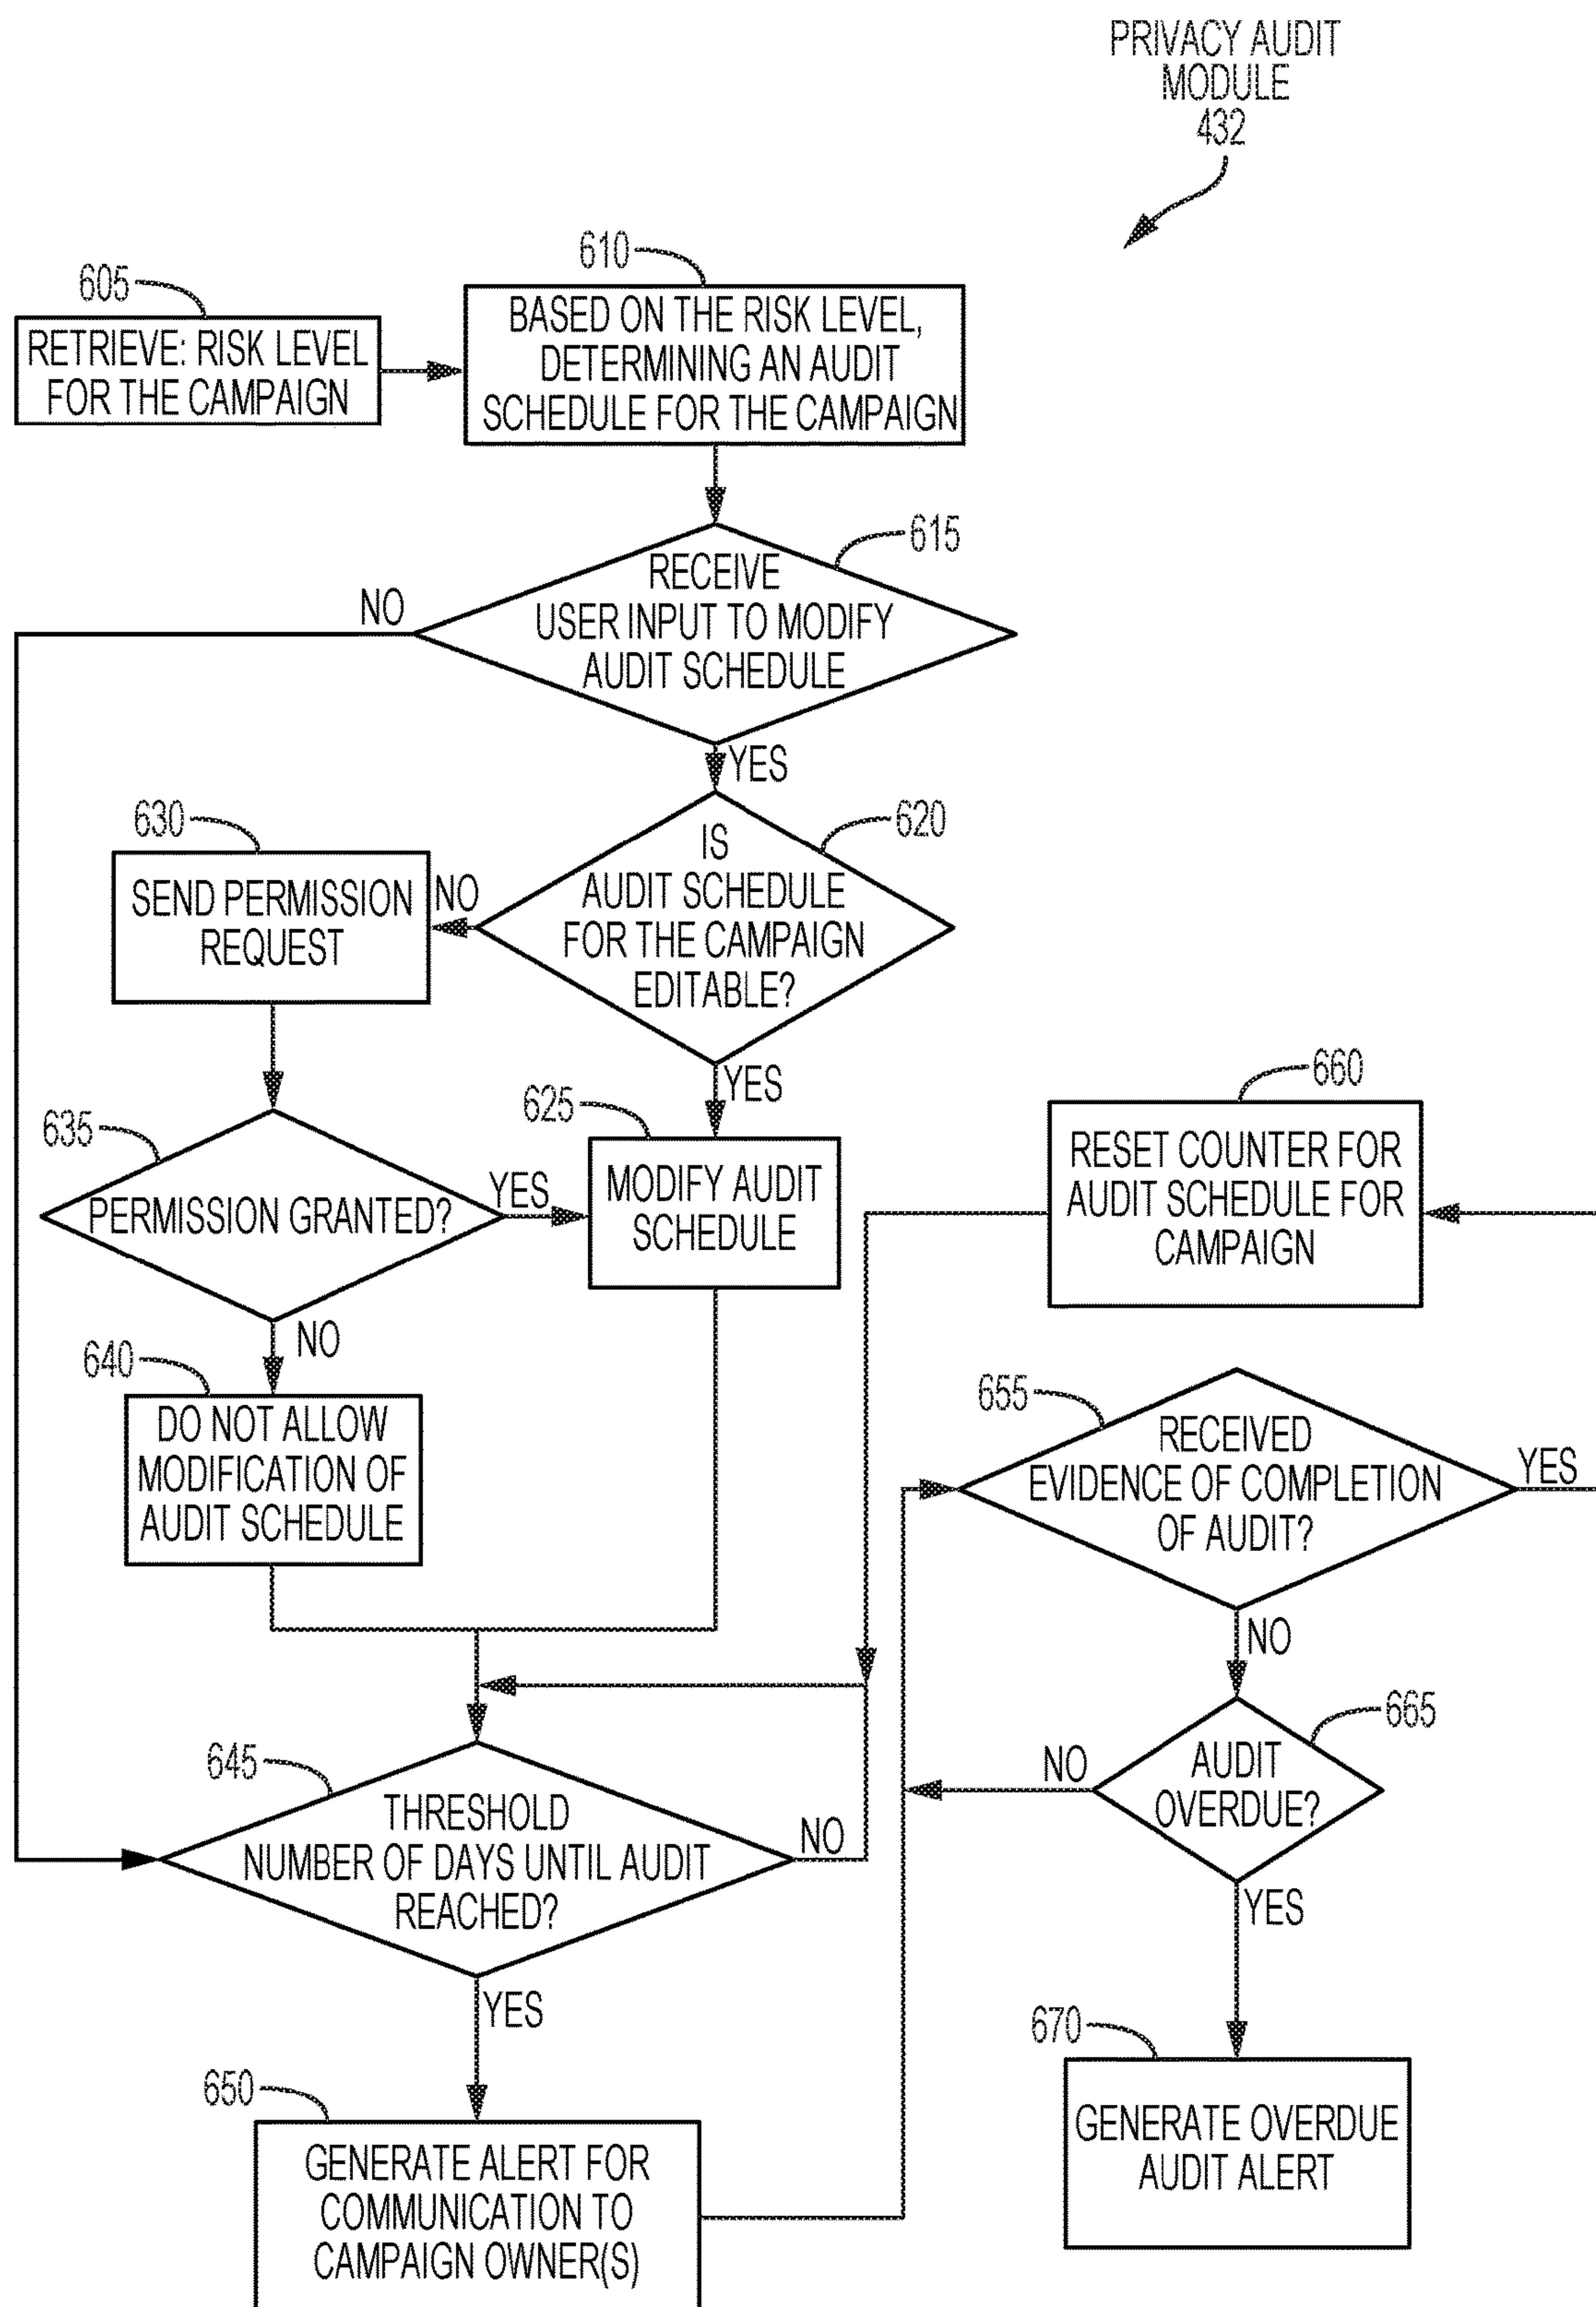 PRIVACY AUDIT
MODULE
432
605
RETRIEVE: RISK LEVEL
FOR THE CAMPAIGN
610
BASED ON THE RISK LEVEL,
DETERMINING AN AUDIT
SCHEDULE FOR THE CAMPAIGN
615
RECEIVE
USER INPUT TO MODIFY
AUDIT SCHEDULE
NO
YES
620
IS
AUDIT SCHEDULE
FOR THE CAMPAIGN
EDITABLE?
NO
YES
630
SEND PERMISSION
REQUEST
635
PERMISSION GRANTED?
YES
NO
625
MODIFY AUDIT
SCHEDULE
640
DO NOT ALLOW
MODIFICATION OF
AUDIT SCHEDULE
645
THRESHOLD
NUMBER OF DAYS UNTIL AUDIT
REACHED?
NO
YES
650
GENERATE ALERT FOR
COMMUNICATION TO
CAMPAIGN OWNER(S)
660
RESET COUNTER FOR
AUDIT SCHEDULE FOR
CAMPAIGN
655
RECEIVED
EVIDENCE OF COMPLETION
OF AUDIT?
YES
NO
665
AUDIT
OVERDUE?
NO
YES
670
GENERATE OVERDUE
AUDIT ALERT